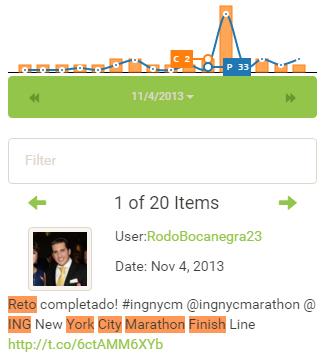 C 2
P 33
11/4/2013
Filter
1 of 20 Items
User:RodoBocanegra23
Date: Nov 4, 2013
Reto completado! #ingnycm @ingnycmarathon @
ING New York City Marathon Finish Line
http://t.co/6ctAMM6XYb